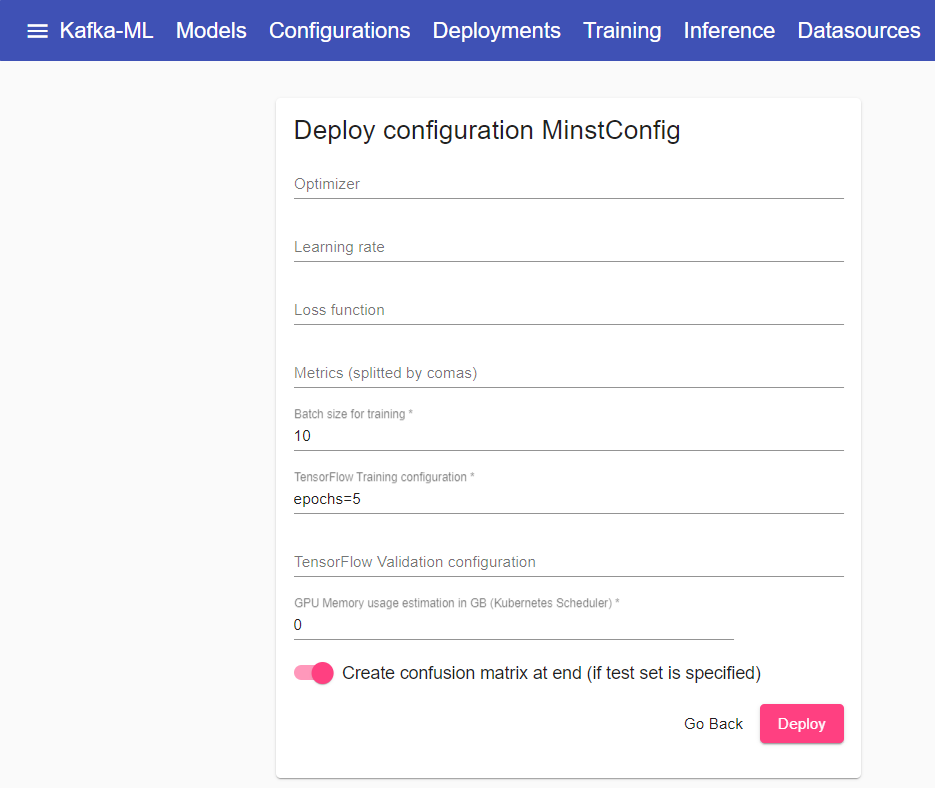 Kafka-ML Models Configurations Deployments Training Inference Datasources
Deploy configuration MinstConfig
Optimizer
Learning rate
Loss function
Metrics (splitted by comas)
Batch size for training *
10
TensorFlow Training configuration *
epochs=5
TensorFlow Validation configuration
GPU Memory usage estimation in GB (Kubernetes Scheduler) *
0
Create confusion matrix at end (if test set is specified)
Go Back Deploy